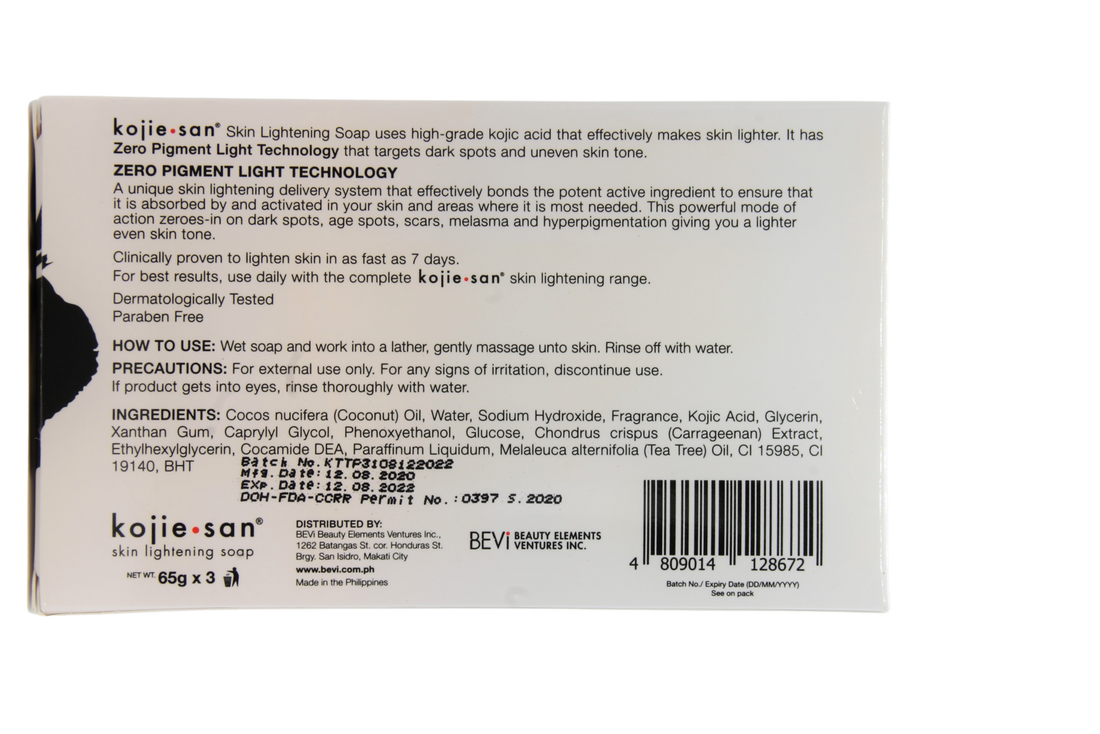 kojie•san® Skin Lightening Soap uses high-grade kojic acid that effectively makes skin lighter. It has
Zero Pigment Light Technology that targets dark spots and uneven skin tone.
ZERO PIGMENT LIGHT TECHNOLOGY
A unique skin lightening delivery system that effectively bonds the potent active ingredient to ensure that
it is absorbed by and activated in your skin and areas where it is most needed. This powerful mode of
action zeroes-in on dark spots, age spots, scars, melasma and hyperpigmentation giving you a lighter
even skin tone.
Clinically proven to lighten skin in as fast as 7 days.
For best results, use daily with the complete kojie•san® skin lightening range.
Dermatologically Tested
Paraben Free
HOW TO USE: Wet soap and work into a lather, gently massage unto skin. Rinse off with water.
PRECAUTIONS: For external use only. For any signs of irritation, discontinue use.
If product gets into eyes, rinse thoroughly with water.
INGREDIENTS: Cocos nucifera (Coconut) Oil, Water, Sodium Hydroxide, Fragrance, Kojic Acid, Glycerin,
Xanthan Gum, Caprylyl Glycol, Phenoxyethanol, Glucose, Chondrus crispus (Carrageenan) Extract,
Ethylhexylglycerin, Cocamide DEA, Paraffinum Liquidum, Melaleuca alternifolia (Tea Tree) Oil, CI 15985, CI
19140, BHT
Batch No.KTTP3108122022
Mfg. Date: 12.08.2020
EXP. Date: 12.08.2022
DOH-FDA-CCRR Permit No.: 0397 S. 2020
kojie•san®
skin lightening soap
NET WT. 65g x 3
DISTRIBUTED BY:
BEVi Beauty Elements Ventures Inc.,
1262 Batangas St. cor. Honduras St.
Brgy. San Isidro, Makati City
www.bevi.com.ph
Made in the Philippines
BEVi BEAUTY ELEMENTS
VENTURES INC.
4 809014 128672
Batch No./ Expiry Date (DD/MM/YYYY)
See on pack